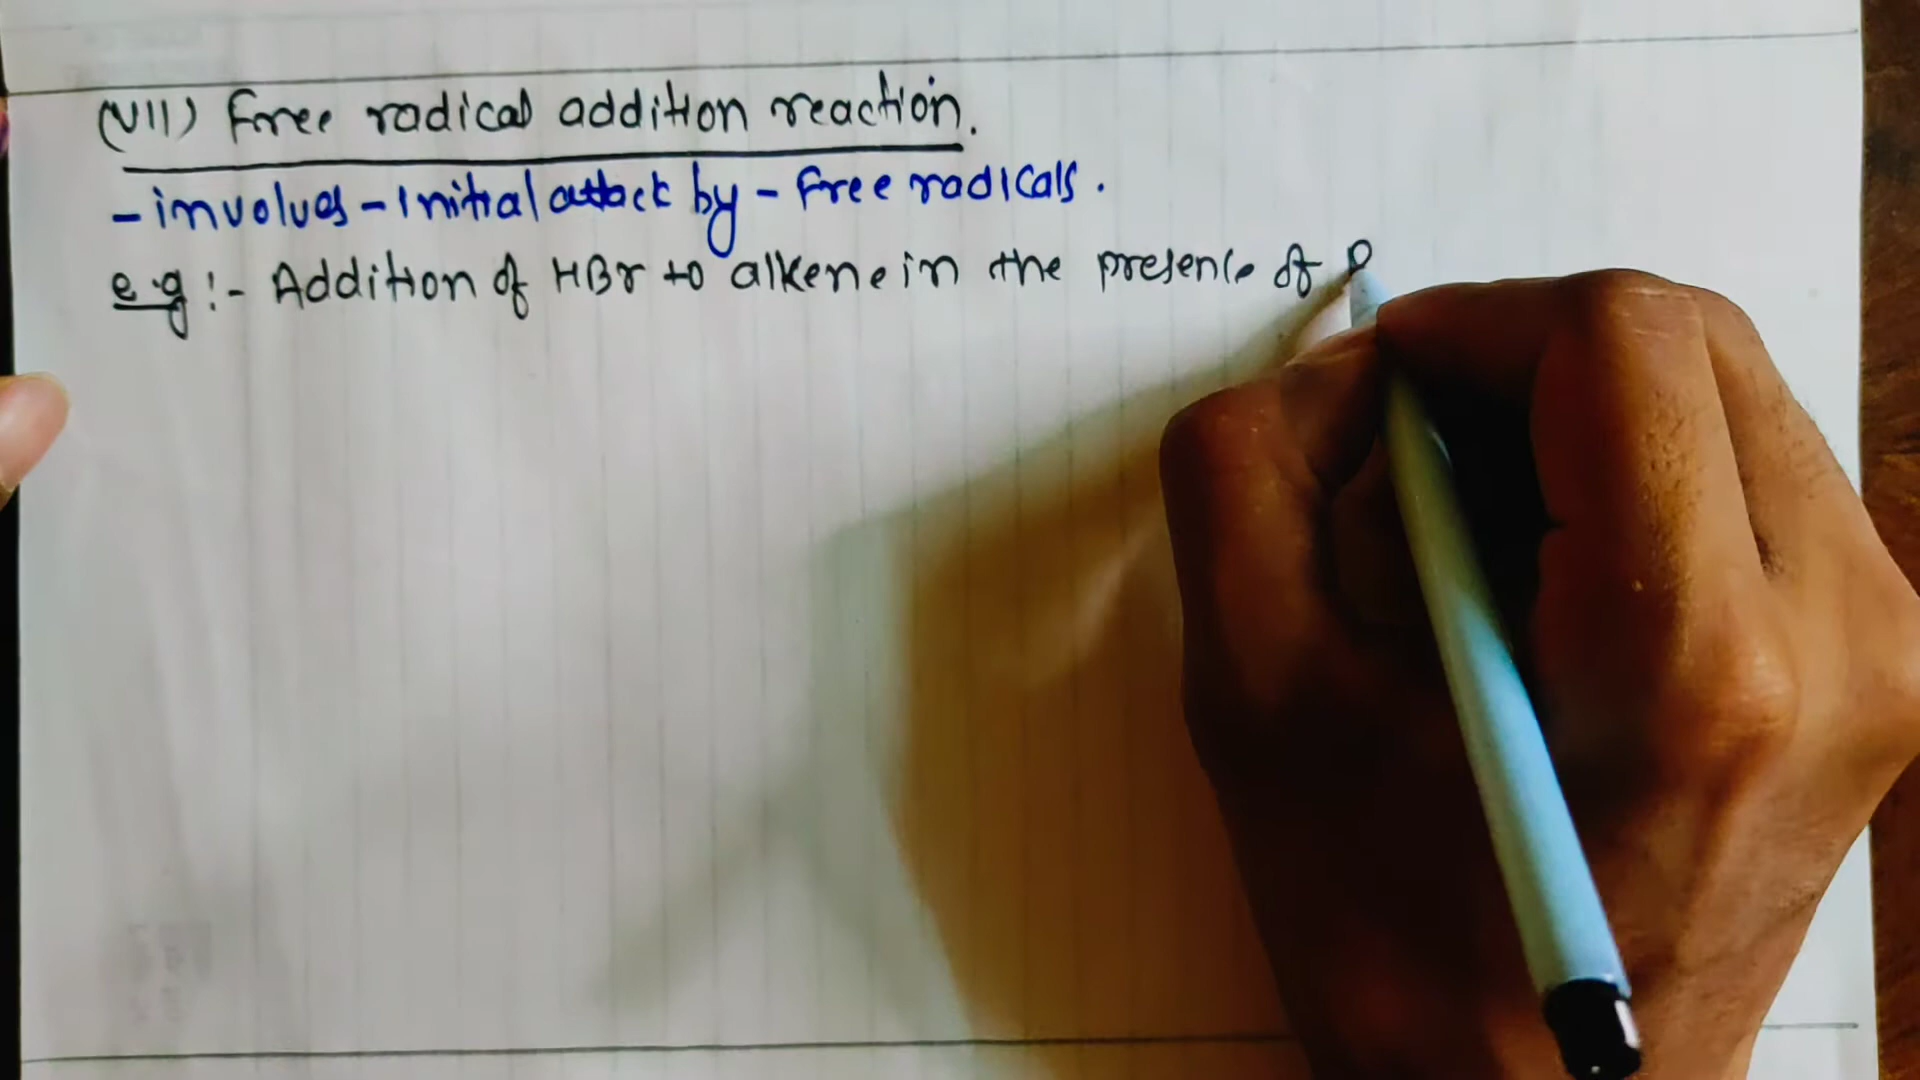 (VII) Free radical addition reaction.
- involves - Initial attack by - Free radicals.
e.g :- Addition of HBr to alkene in the presence of P